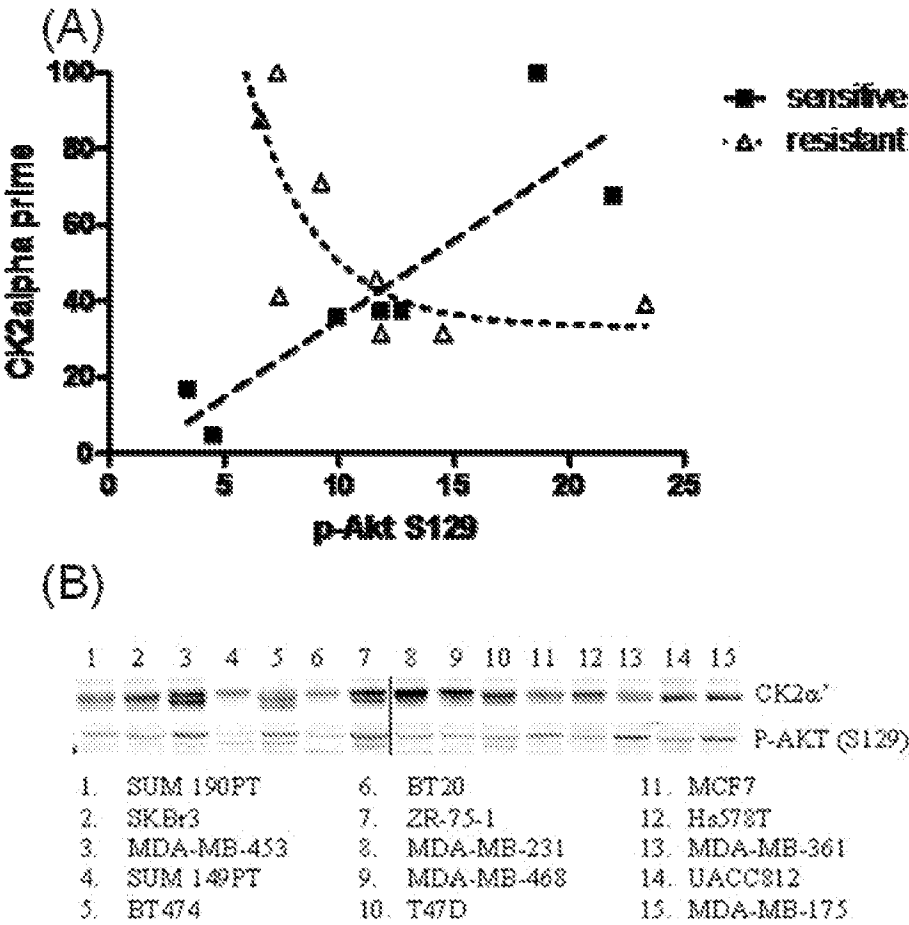 (A)
CK2alpha prime
100
80
60
40
20
0
0 5 10 15 20 25
p-Akt S129
sensitive
resistant
(B)
1 2 3 4 5 6 7 8 9 10 11 12 13 14 15
CK2α'
P-AKT (S129)
1. SUM 190PT
2. SKBr3
3. MDA-MB-453
4. SUM 149PT
5. BT474
6. BT20
7. ZR-75-1
8. MDA-MB-231
9. MDA-MB-468
10. T47D
11. MCF7
12. Hs578T
13. MDA-MB-361
14. UACC812
15. MDA-MB-175